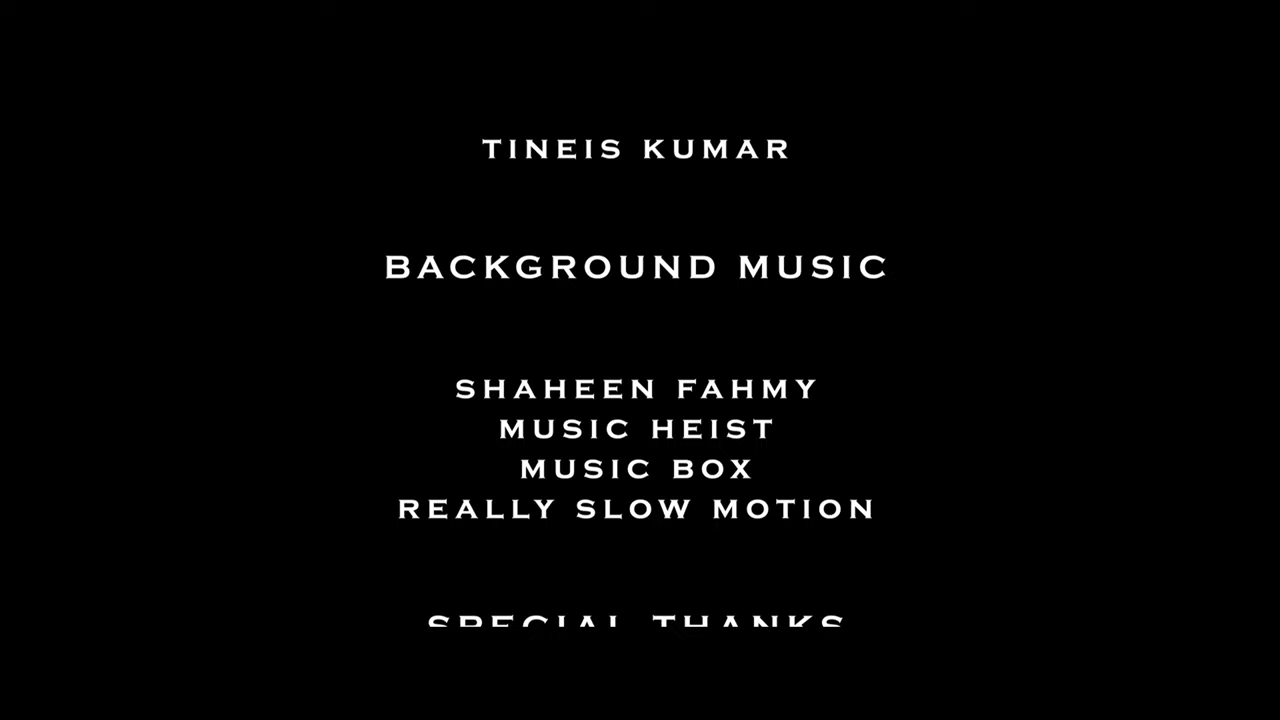 TINEIS KUMAR
BACKGROUND MUSIC
SHAHEEN FAHMY
MUSIC HEIST
MUSIC BOX
REALLY SLOW MOTION
SPECIAL THANKS